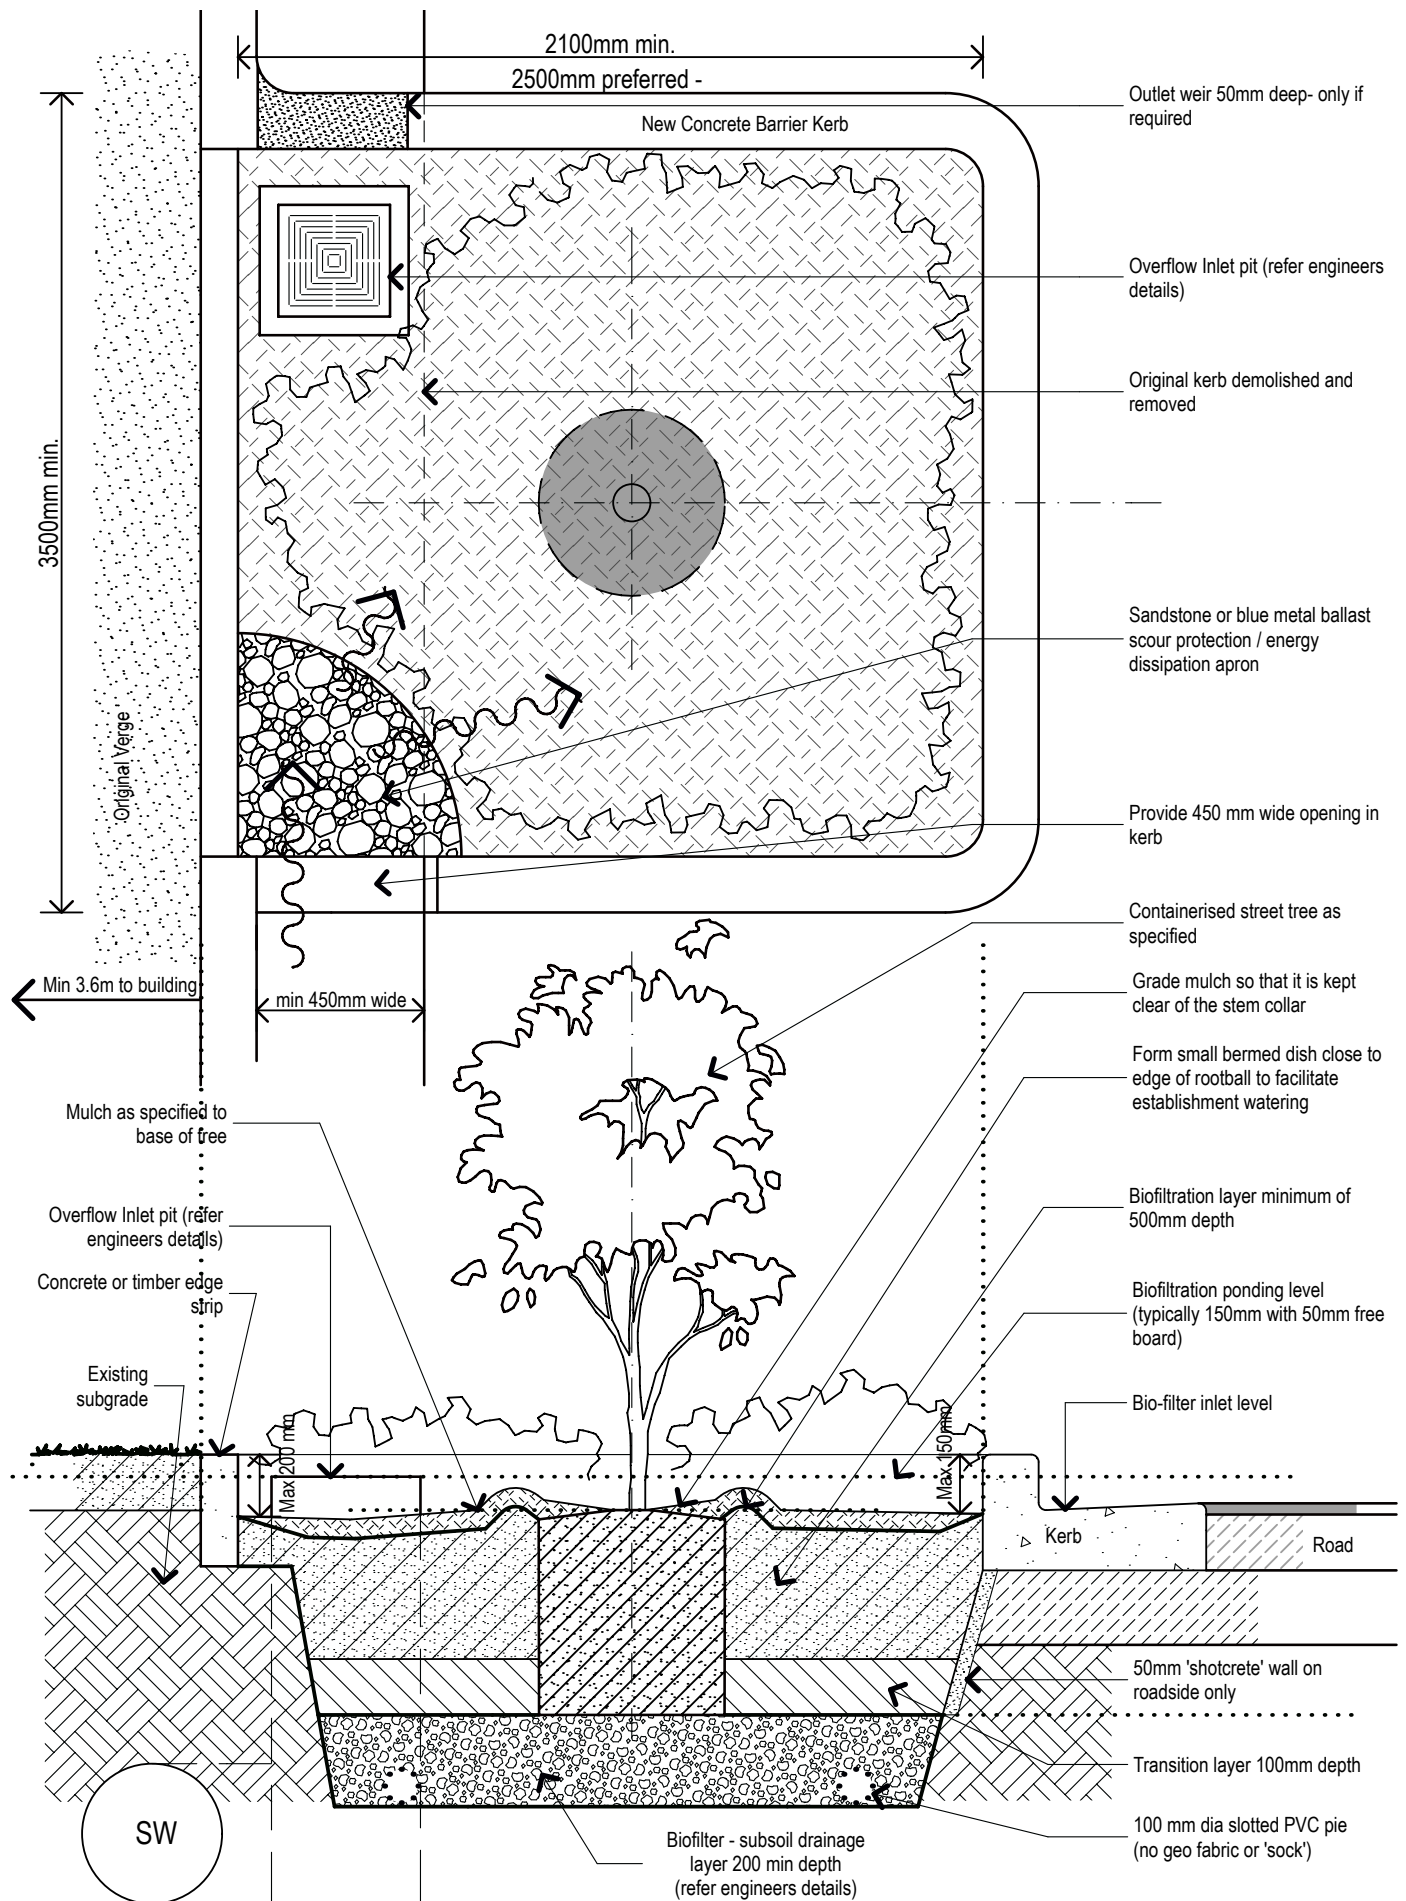 2100mm min.
2500mm preferred -
Outlet weir 50mm deep- only if
required
New Concrete Barrier Kerb
Overflow Inlet pit (refer engineers
details)
Original kerb demolished and
removed
3500mm min.
Sandstone or blue metal ballast
scour protection / energy
dissipation apron
Original Verge
Provide 450 mm wide opening in
kerb
Containerised street tree as
specified
Min 3.6m to building
min 450mm wide
Grade mulch so that it is kept
clear of the stem collar
Form small bermed dish close to
edge of rootball to facilitate
establishment watering
Mulch as specified to
base of tree
Biofiltration layer minimum of
500mm depth
Overflow Inlet pit (refer
engineers details)
Concrete or timber edge
strip
Biofiltration ponding level
(typically 150mm with 50mm free
board)
Existing
subgrade
Bio-filter inlet level
Max 200 mm
Max 150mm
Kerb
Road
50mm 'shotcrete' wall on
roadside only
Transition layer 100mm depth
SW
100 mm dia slotted PVC pie
(no geo fabric or 'sock')
Biofilter - subsoil drainage
layer 200 min depth
(refer engineers details)